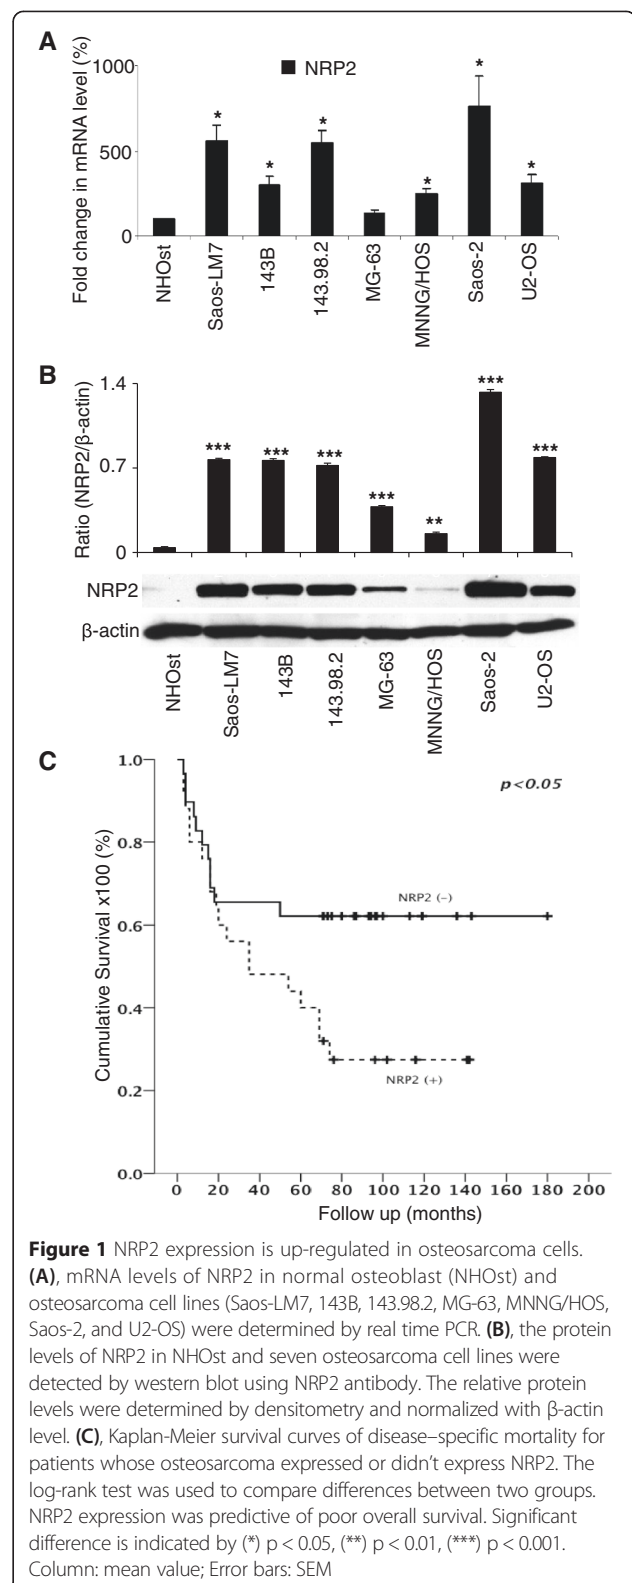 A
Fold change in mRNA level (%)
1000
500
0
NRP2
*
*
*
*
*
*
NHOst
Saos-LM7
143B
143.98.2
MG-63
MNNG/HOS
Saos-2
U2-OS
B
Ratio (NRP2/β-actin)
1.4
0.7
0
***
***
***
***
**
***
***
NRP2
β-actin
NHOst
Saos-LM7
143B
143.98.2
MG-63
MNNG/HOS
Saos-2
U2-OS
C
Cumulative Survival x100 (%)
1.0
0.8
0.6
0.4
0.2
0.0
p<0.05
NRP2 (-)
NRP2 (+)
0 20 40 60 80 100 120 140 160 180 200
Follow up (months)
Figure 1 NRP2 expression is up-regulated in osteosarcoma cells.
(A), mRNA levels of NRP2 in normal osteoblast (NHOst) and
osteosarcoma cell lines (Saos-LM7, 143B, 143.98.2, MG-63, MNNG/HOS,
Saos-2, and U2-OS) were determined by real time PCR. (B), the protein
levels of NRP2 in NHOst and seven osteosarcoma cell lines were
detected by western blot using NRP2 antibody. The relative protein
levels were determined by densitometry and normalized with β-actin
level. (C), Kaplan-Meier survival curves of disease–specific mortality for
patients whose osteosarcoma expressed or didn't express NRP2. The
log-rank test was used to compare differences between two groups.
NRP2 expression was predictive of poor overall survival. Significant
difference is indicated by (*) p < 0.05, (**) p < 0.01, (***) p < 0.001.
Column: mean value; Error bars: SEM